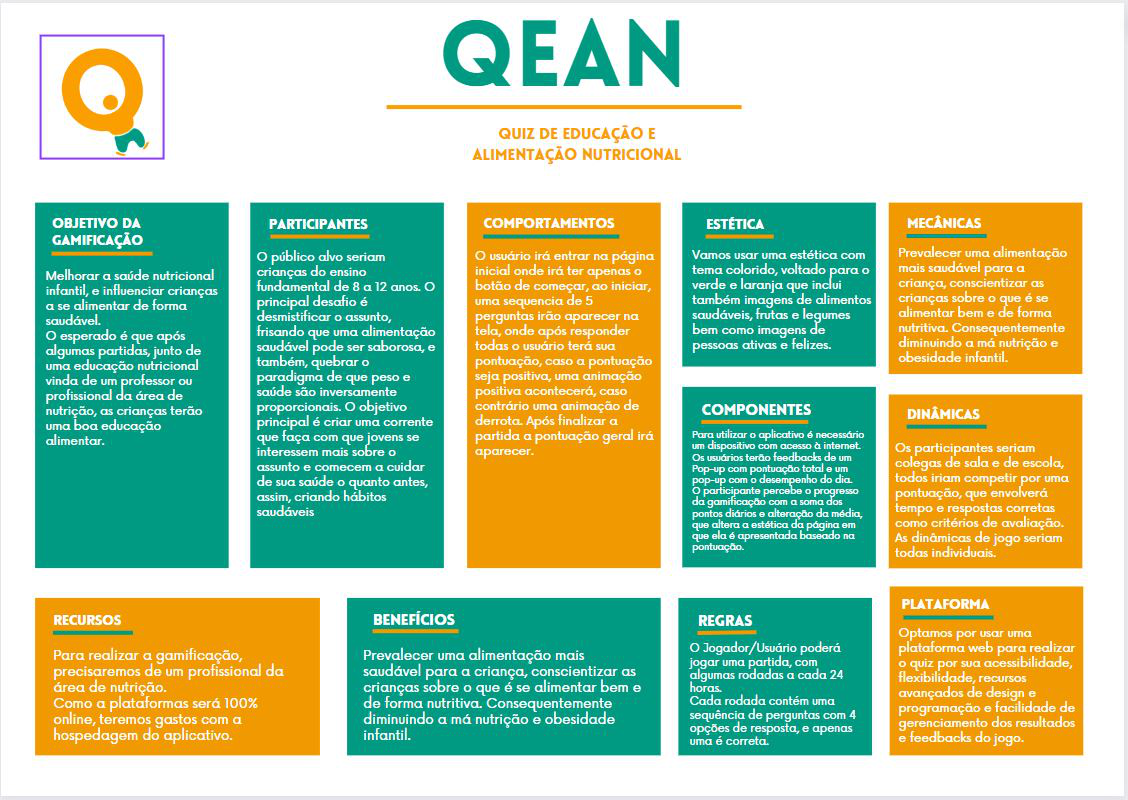 QEAN
QUIZ DE EDUCAÇÃO E
ALIMENTAÇÃO NUTRICIONAL
OBJETIVO DA
GAMIFICAÇÃO
Melhorar a saúde nutricional
infantil, e influenciar crianças
a se alimentar de forma
saudável.
O esperado é que após
algumas partidas, junto de
uma educação nutricional
vinda de um professor ou
profissional da área de
nutrição, as crianças terão
uma boa educação
alimentar.
PARTICIPANTES
O público alvo seriam
crianças do ensino
fundamental de 8 a 12 anos. O
principal desafio é
desmistificar o assunto,
frisando que uma alimentação
saudável pode ser saborosa, e
também, quebrar o
paradigma de que peso e
saúde são inversamente
proporcionais. O objetivo
principal é criar uma corrente
que faça com que jovens se
interessem mais sobre o
assunto e comecem a cuidar
de sua saúde o quanto antes,
assim, criando hábitos
saudáveis
COMPORTAMENTOS
O usuário irá entrar na página
inicial onde irá ter apenas o
botão de começar, ao iniciar,
uma sequencia de 5
perguntas irão aparecer na
tela, onde após responder
todas o usuário terá sua
pontuação, caso a pontuação
seja positiva, uma animação
positiva acontecerá, caso
contrário uma animação de
derrota. Após finalizar a
partida a pontuação geral irá
aparecer.
ESTÉTICA
Vamos usar uma estética com
tema colorido, voltado para o
verde e laranja que inclui
também imagens de alimentos
saudáveis, frutas e legumes
bem como imagens de
pessoas ativas e felizes.
MECÂNICAS
Prevalecer uma alimentação
mais saudável para a
criança, conscientizar as
crianças sobre o que é se
alimentar bem e de forma
nutritiva. Consequentemente
diminuindo a má nutrição e
obesidade infantil.
COMPONENTES
Para utilizar o aplicativo é necessário
um dispositivo com acesso à internet.
Os usuários terão feedbacks de um
Pop-up com pontuação total e um
pop-up com o desempenho do dia.
O participante percebe o progresso
da gamificação com a soma dos
pontos diários e alteração da média,
que altera a estética da página em
que ela é apresentada baseado na
pontuação.
DINÂMICAS
Os participantes seriam
colegas de sala e de escola,
todos iriam competir por uma
pontuação, que envolverá
tempo e respostas corretas
como critérios de avaliação.
As dinâmicas de jogo seriam
todas individuais.
RECURSOS
Para realizar a gamificação,
precisaremos de um profissional da
área de nutrição.
Como a plataformas será 100%
online, teremos gastos com a
hospedagem do aplicativo.
BENEFÍCIOS
Prevalecer uma alimentação mais
saudável para a criança, conscientizar as
crianças sobre o que é se alimentar bem e
de forma nutritiva. Consequentemente
diminuindo a má nutrição e obesidade
infantil.
REGRAS
O Jogador/Usuário poderá
jogar uma partida, com
algumas rodadas a cada 24
horas.
Cada rodada contém uma
sequência de perguntas com 4
opções de resposta, e apenas
uma é correta.
PLATAFORMA
Optamos por usar uma
plataforma web para realizar
o quiz por sua acessibilidade,
flexibilidade, recursos
avançados de design e
programação e facilidade de
gerenciamento dos resultados
e feedbacks do jogo.